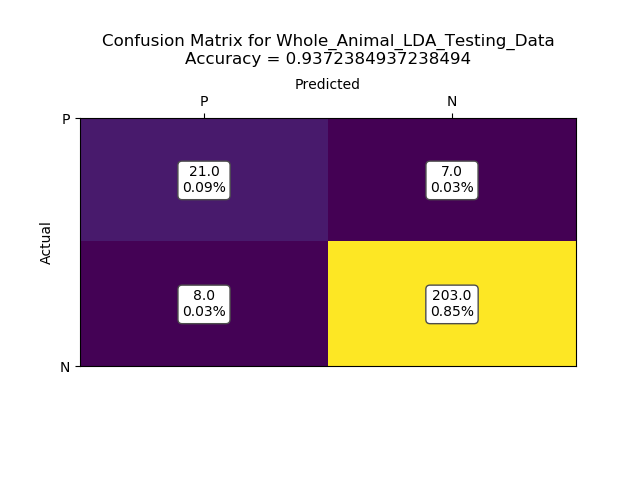 Confusion Matrix for Whole_Animal_LDA_Testing_Data
Accuracy = 0.9372384937238494
Predicted
P N
P
21.0 7.0
0.09% 0.03%
Actual
8.0 203.0
0.03% 0.85%
N